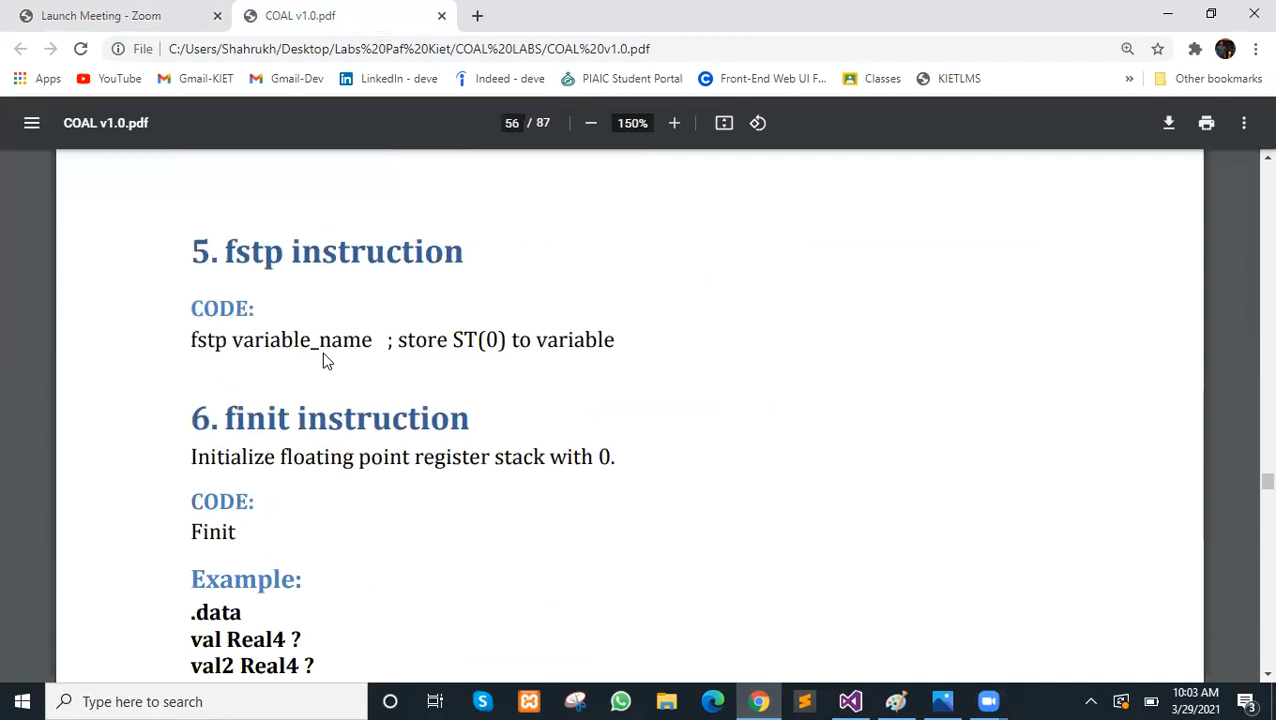 Launch Meeting - Zoom
COAL v1.0.pdf
File
C:/Users/Shahrukh/Desktop/Labs%20Paf%20Kiet/COAL%20LABS/COAL%20v1.0.pdf
Apps
YouTube
Gmail-KIET
Gmail-Dev
LinkedIn - deve
Indeed - deve
PIAIC Student Portal
Front-End Web UI F...
Classes
KIETLMS
»
Other bookmarks
COAL v1.0.pdf
56 / 87
150%
5. fstp instruction
CODE:
fstp variable_name ; store ST(0) to variable
6. finit instruction
Initialize floating point register stack with 0.
CODE:
Finit
Example:
.data
val Real4 ?
val2 Real4 ?
Type here to search
10:03 AM
3/29/2021
3